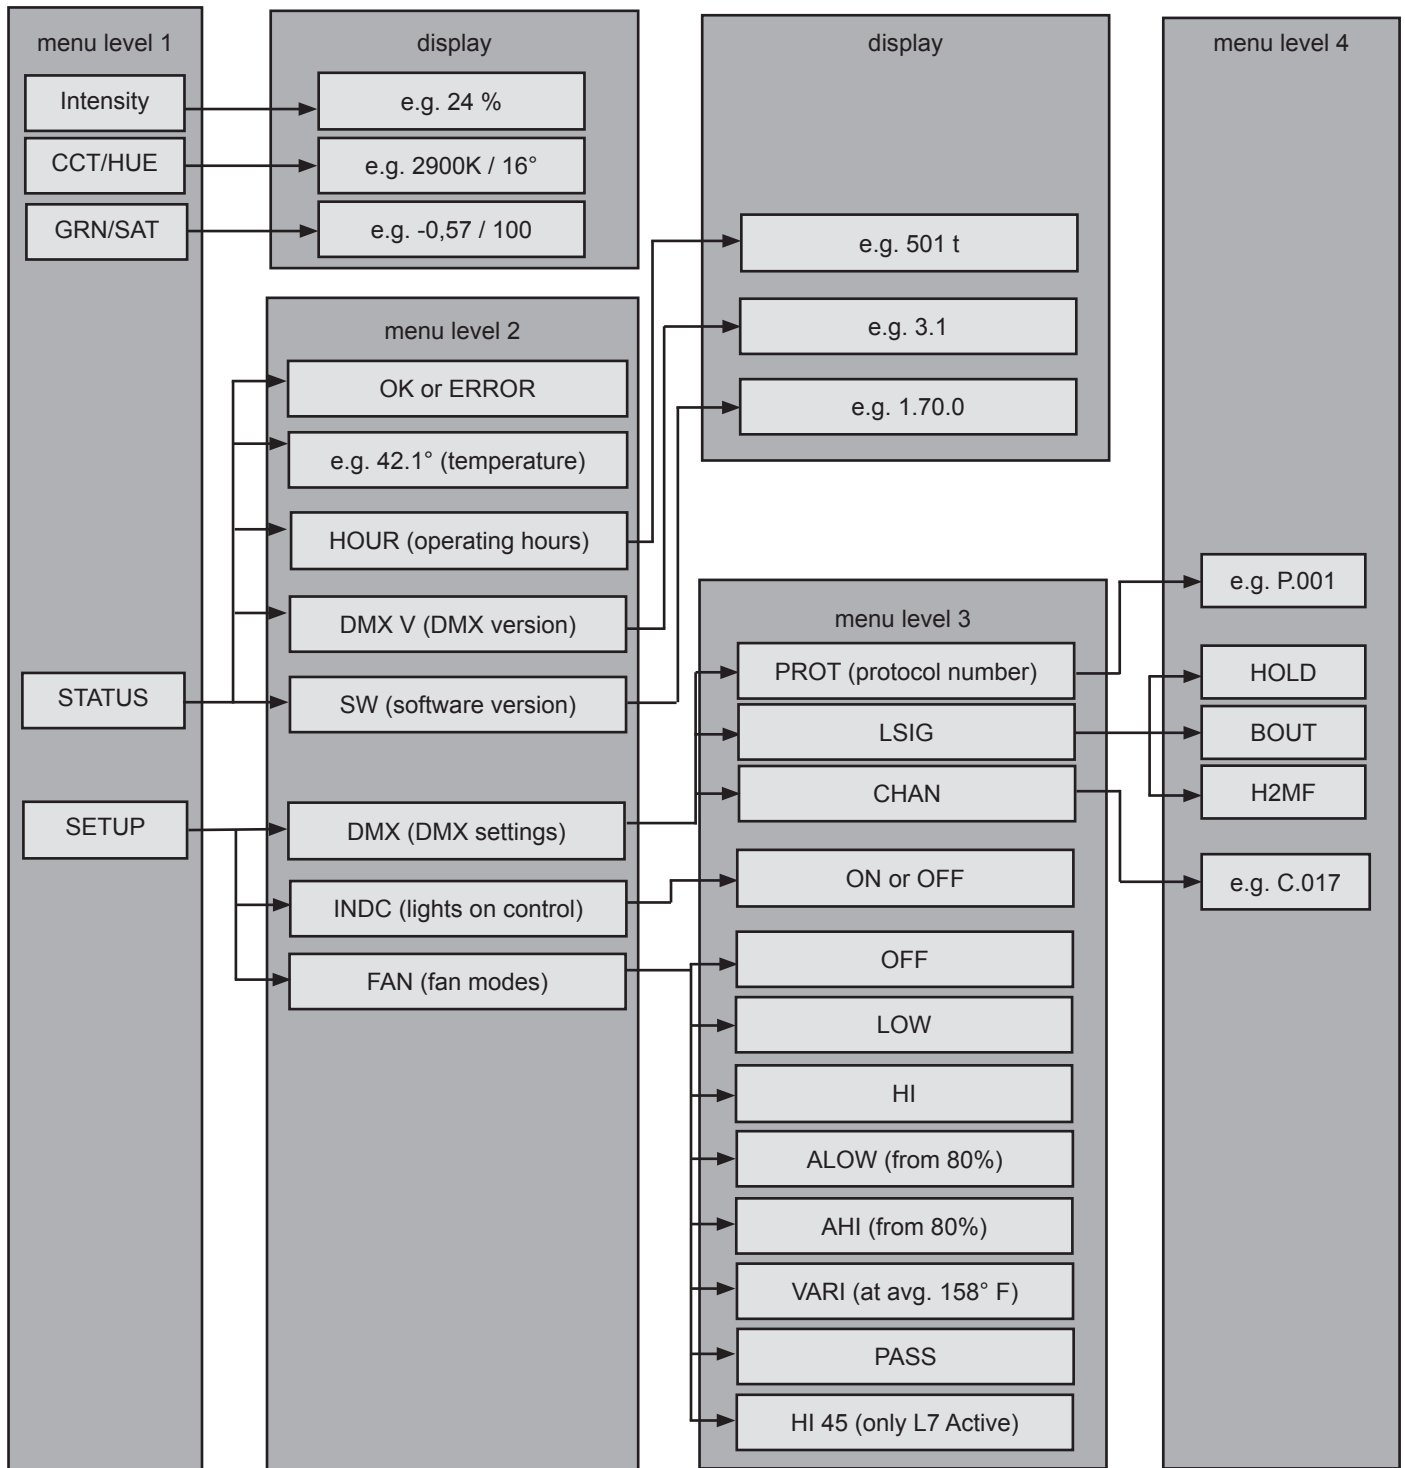 menu level 1
Intensity
CCT/HUE
GRN/SAT
STATUS
SETUP
display
e.g. 24 %
e.g. 2900K / 16°
e.g. -0,57 / 100
menu level 2
OK or ERROR
e.g. 42.1° (temperature)
HOUR (operating hours)
DMX V (DMX version)
SW (software version)
DMX (DMX settings)
INDC (lights on control)
FAN (fan modes)
display
e.g. 501 t
e.g. 3.1
e.g. 1.70.0
menu level 3
PROT (protocol number)
LSIG
CHAN
ON or OFF
OFF
LOW
HI
ALOW (from 80%)
AHI (from 80%)
VARI (at avg. 158° F)
PASS
HI 45 (only L7 Active)
menu level 4
e.g. P.001
HOLD
BOUT
H2MF
e.g. C.017